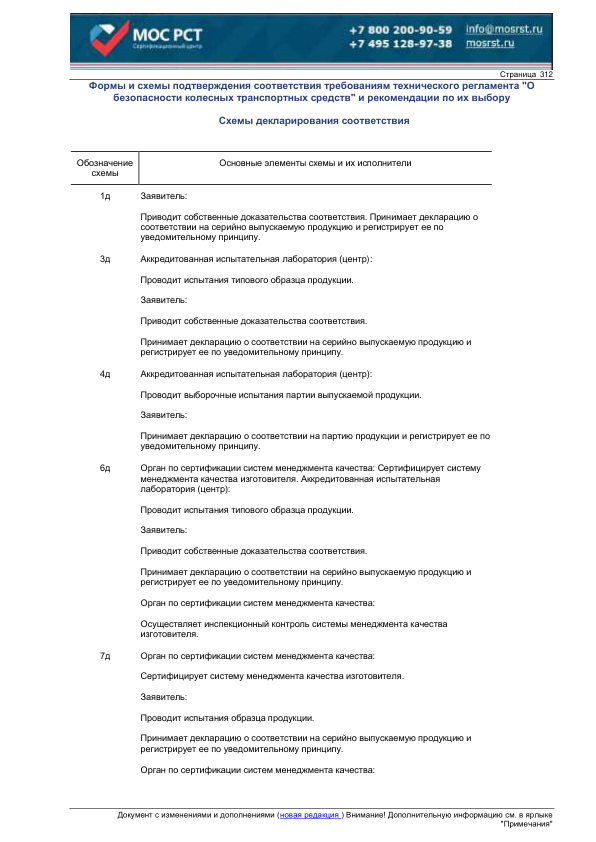 МОС РСТ
Сертификационный центр
+7 800 200-90-59
+7 495 128-97-38
info@mosrst.ru
mosrst.ru
Страница 312
Формы и схемы подтверждения соответствия требованиям технического регламента "О
безопасности колесных транспортных средств" и рекомендации по их выбору
Схемы декларирования соответствия
Обозначение
схемы
Основные элементы схемы и их исполнители
1д
Заявитель:
Приводит собственные доказательства соответствия. Принимает декларацию о
соответствии на серийно выпускаемую продукцию и регистрирует ее по
уведомительному принципу.
3д
Аккредитованная испытательная лаборатория (центр):
Проводит испытания типового образца продукции.
Заявитель:
Приводит собственные доказательства соответствия.
Принимает декларацию о соответствии на серийно выпускаемую продукцию и
регистрирует ее по уведомительному принципу.
4д
Аккредитованная испытательная лаборатория (центр):
Проводит выборочные испытания партии выпускаемой продукции.
Заявитель:
Принимает декларацию о соответствии на партию продукции и регистрирует ее по
уведомительному принципу.
6д
Орган по сертификации систем менеджмента качества: Сертифицирует систему
менеджмента качества изготовителя. Аккредитованная испытательная
лаборатория (центр):
Проводит испытания типового образца продукции.
Заявитель:
Приводит собственные доказательства соответствия.
Принимает декларацию о соответствии на серийно выпускаемую продукцию и
регистрирует ее по уведомительному принципу.
Орган по сертификации систем менеджмента качества:
Осуществляет инспекционный контроль системы менеджмента качества
изготовителя.
7д
Орган по сертификации систем менеджмента качества:
Сертифицирует систему менеджмента качества изготовителя.
Заявитель:
Проводит испытания образца продукции.
Принимает декларацию о соответствии на серийно выпускаемую продукцию и
регистрирует ее по уведомительному принципу.
Орган по сертификации систем менеджмента качества:
Документ с изменениями и дополнениями (новая редакция ) Внимание! Дополнительную информацию см. в ярлыке
"Примечания"